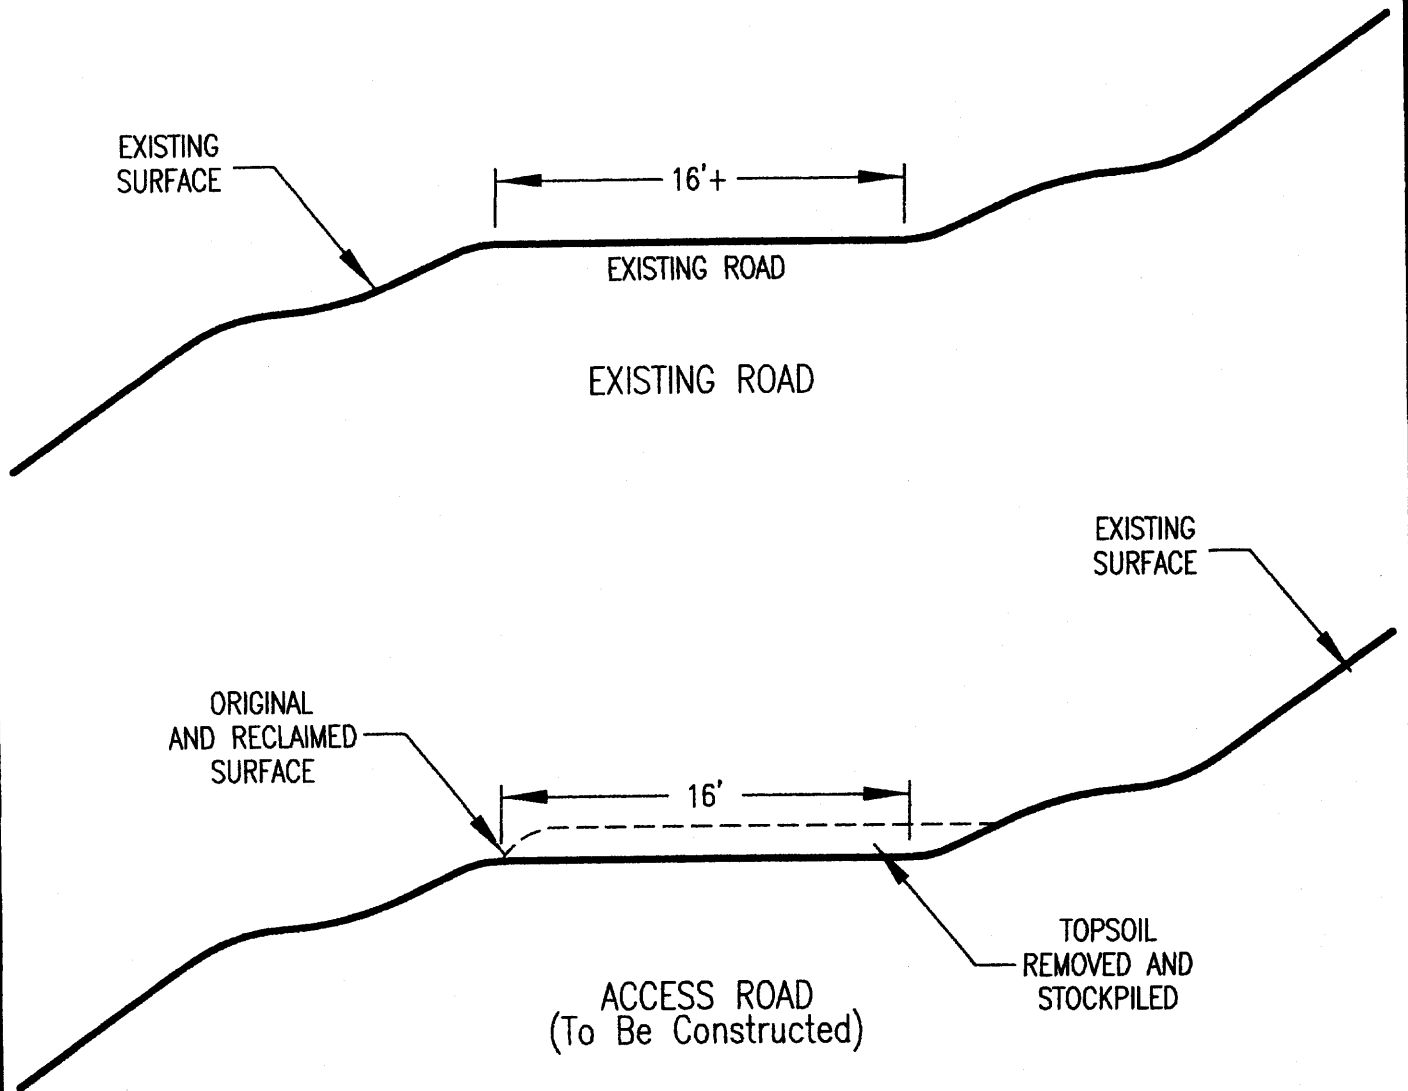 EXISTING
SURFACE
16'+
EXISTING ROAD
EXISTING ROAD
EXISTING
SURFACE
ORIGINAL
AND RECLAIMED
SURFACE
16'
TOPSOIL
REMOVED AND
STOCKPILED
ACCESS ROAD
(To Be Constructed)